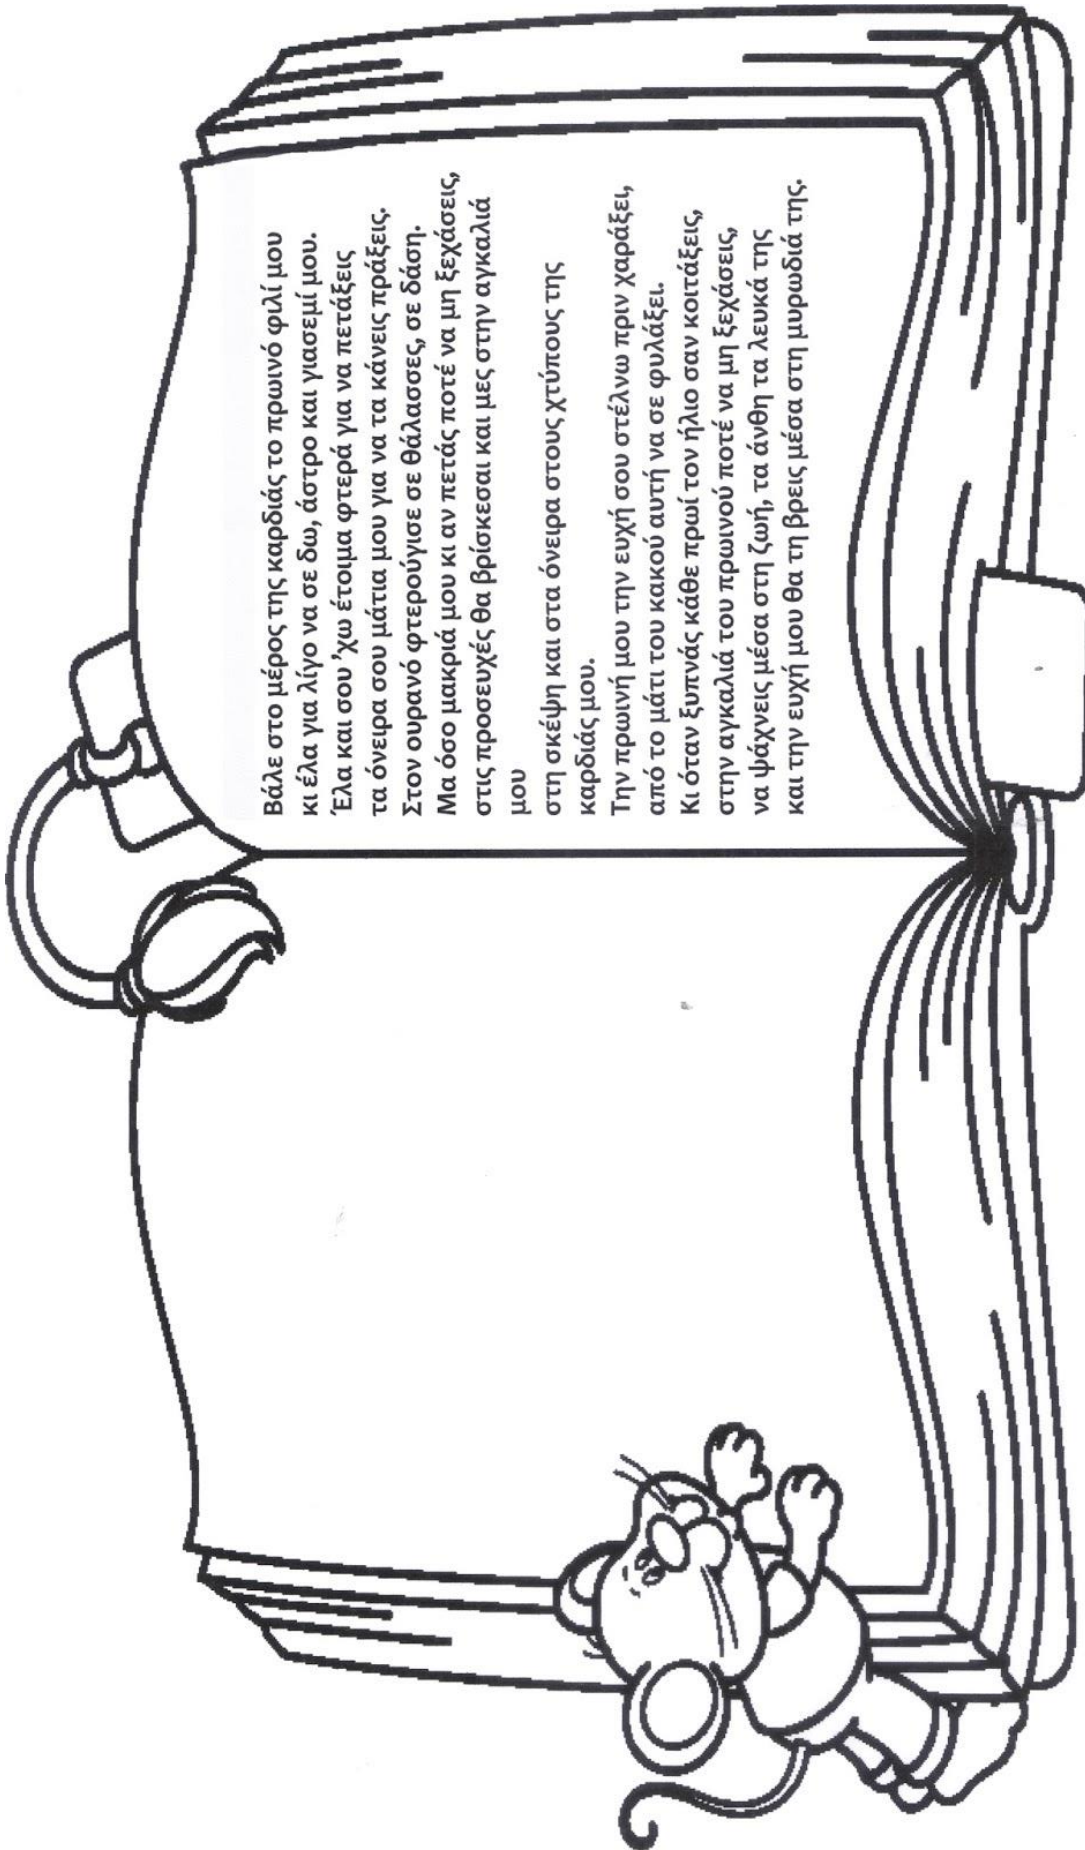 Βάλε στο μέρος της καρδιάς το πρωινό φιλί μου
κι έλα για λίγο να σε δω, άστρο και γιασεμί μου.
Έλα και σου ’χω έτοιμα φτερά για να πετάξεις
τα όνειρα σου μάτια μου για να τα κάνεις πράξεις.
Στον ουρανό φτερούγισε σε θάλασσες, σε δάση.
Μα όσο μακριά μου κι αν πετάς ποτέ να μη ξεχάσεις,
στις προσευχές θα βρίσκεσαι και μες στην αγκαλιά
μου
στη σκέψη και στα όνειρα στους χτύπους της
καρδιάς μου.
Την πρωινή μου την ευχή σου στέλνω πριν χαράξει,
από το μάτι του κακού αυτή να σε φυλάξει.
Κι όταν ξυπνάς κάθε πρωί τον ήλιο σαν κοιτάξεις,
στην αγκαλιά του πρωινού ποτέ να μη ξεχάσεις,
να ψάχνεις μέσα στη ζωή, τα άνθη τα λευκά της
και την ευχή μου θα τη βρεις μέσα στη μυρωδιά της.